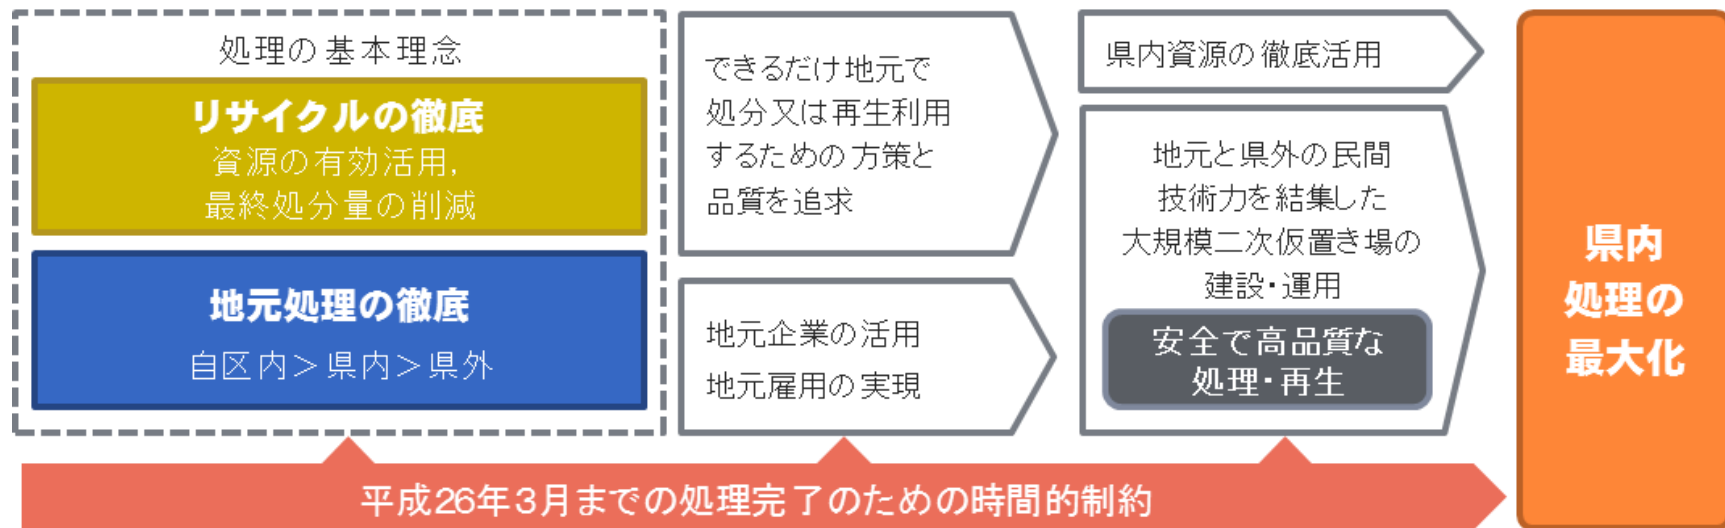 処理の基本理念
リサイクルの徹底
資源の有効活用,
最終処分量の削減
地元処理の徹底
自区内＞県内＞県外
できるだけ地元で
処分又は再生利用
するための方策と
品質を追求
地元企業の活用
地元雇用の実現
県内資源の徹底活用
地元と県外の民間
技術力を結集した
大規模二次仮置き場の
建設・運用
安全で高品質な
処理・再生
県内
処理の
最大化
平成26年3月までの処理完了のための時間的制約